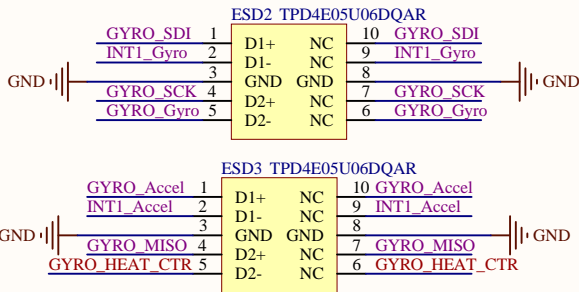 ESD2 TPD4E05U06DQAR
GYRO_SDI 1 D1+ NC 10 GYRO_SDI
INT1_Gyro 2 D1- NC 9 INT1_Gyro
GND 3 GND GND 8 GND
GYRO_SCK 4 D2+ NC 7 GYRO_SCK
GYRO_Gyro 5 D2- NC 6 GYRO_Gyro
ESD3 TPD4E05U06DQAR
GYRO_Accel 1 D1+ NC 10 GYRO_Accel
INT1_Accel 2 D1- NC 9 INT1_Accel
GND 3 GND GND 8 GND
GYRO_MISO 4 D2+ NC 7 GYRO_MISO
GYRO_HEAT_CTR 5 D2- NC 6 GYRO_HEAT_CTR